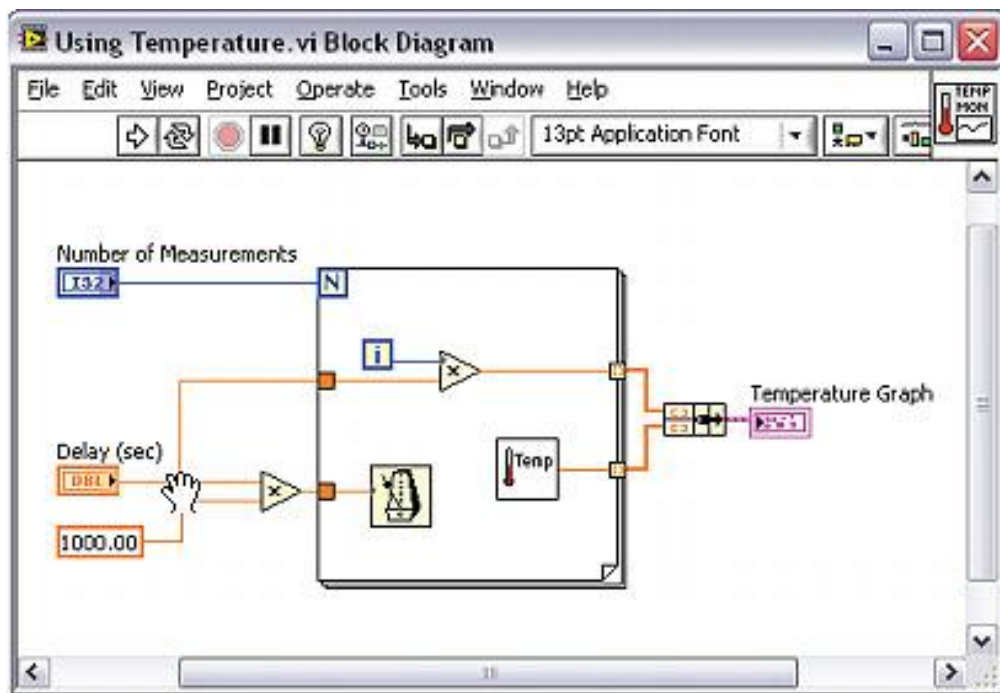 Using Temperature.vi Block Diagram
File Edit View Project Operate Tools Window Help
TEMP
MON
13pt Application Font
Number of Measurements
I32
N
i
×
Temperature Graph
Delay (sec)
DBL
×
Temp
1000.00